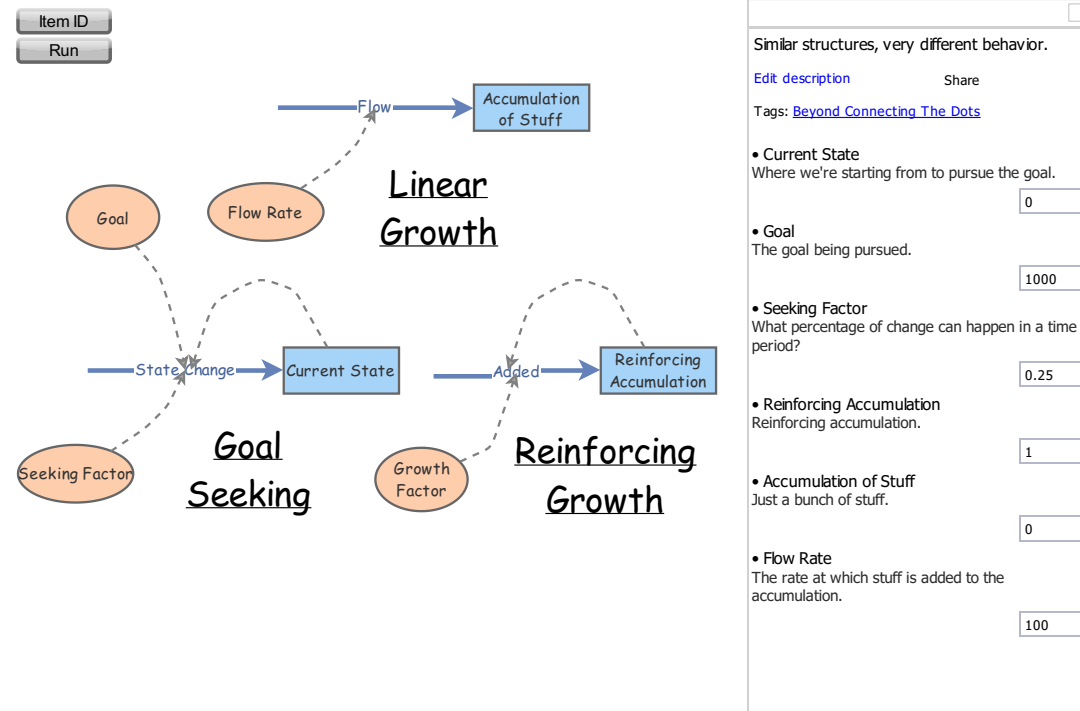 Item ID
Run
Flow
Accumulation
of Stuff
Linear
Growth
Goal
Flow Rate
State Change
Current State
Added
Reinforcing
Accumulation
Seeking Factor
Goal
Seeking
Growth
Factor
Reinforcing
Growth
Similar structures, very different behavior.
Edit description
Share
Tags: Beyond Connecting The Dots
• Current State
Where we're starting from to pursue the goal.
0
• Goal
The goal being pursued.
1000
• Seeking Factor
What percentage of change can happen in a time
period?
0.25
• Reinforcing Accumulation
Reinforcing accumulation.
1
• Accumulation of Stuff
Just a bunch of stuff.
0
• Flow Rate
The rate at which stuff is added to the
accumulation.
100